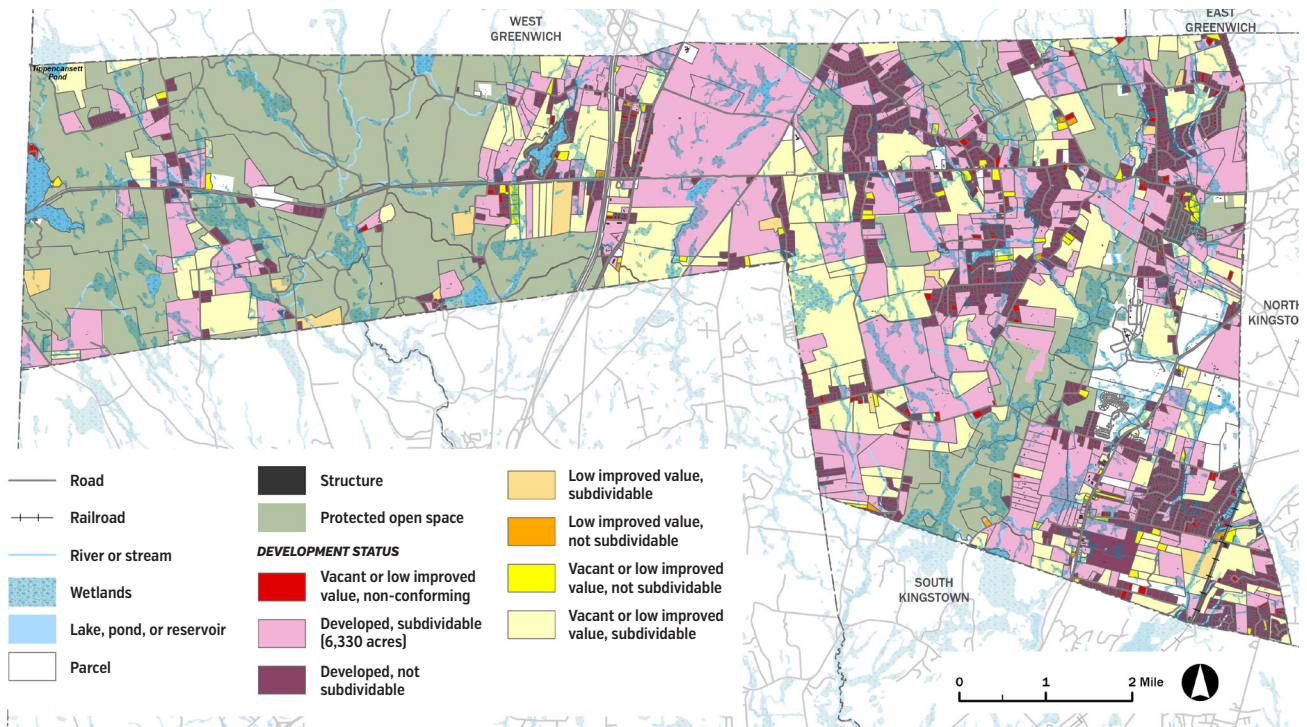 WEST
GREENWICH
EAST
GREENWICH
Tippencansett
Pond
NORTH
KINGSTO
SOUTH
KINGSTOWN
Road
Railroad
River or stream
Wetlands
Lake, pond, or reservoir
Parcel
Structure
Protected open space
DEVELOPMENT STATUS
Vacant or low improved
value, non-conforming
Developed, subdividable
(6,330 acres)
Developed, not
subdividable
Low improved value,
subdividable
Low improved value,
not subdividable
Vacant or low improved
value, not subdividable
Vacant or low improved
value, subdividable
0 1 2 Mile